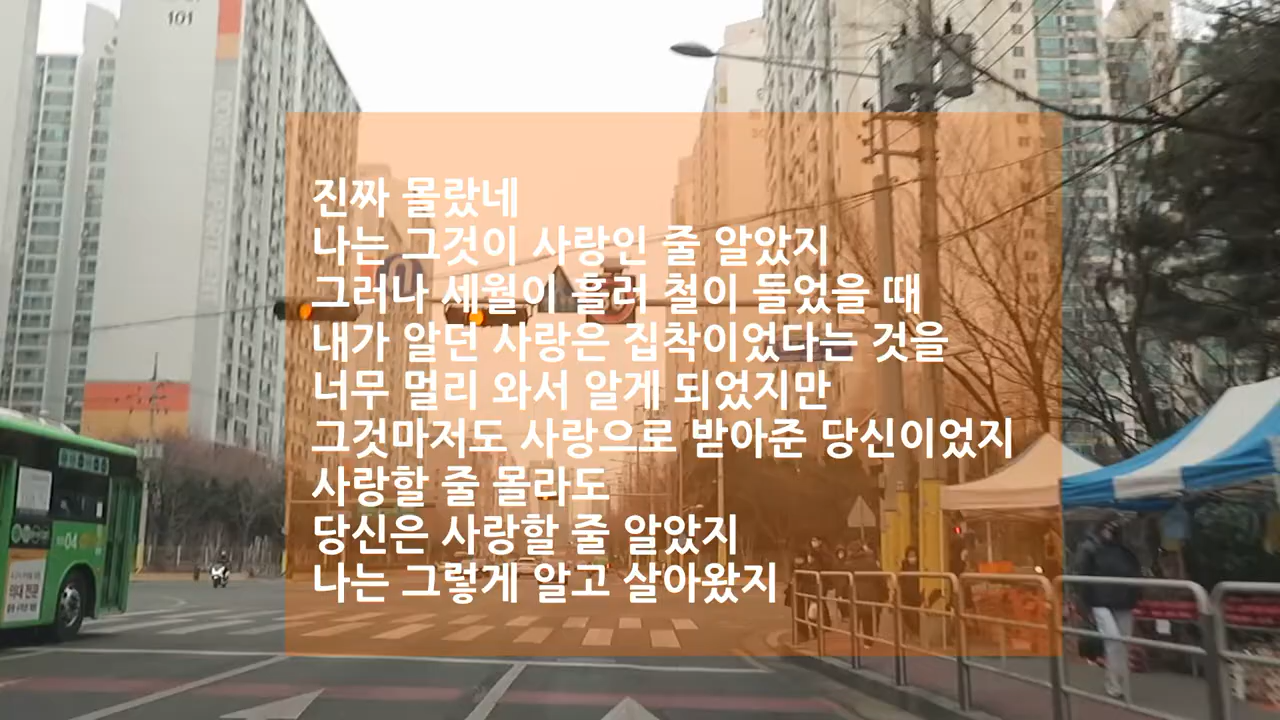 101
진짜 몰랐네
나는 그것이 사랑인 줄 알았지
그러나 세월이 흘러 철이 들었을 때
내가 알던 사랑은 집착이었다는 것을
너무 멀리 와서 알게 되었지만
그것마저도 사랑으로 받아준 당신이었지
사랑할 줄 몰라도
당신은 사랑할 줄 알았지
나는 그렇게 알고 살아왔지
04